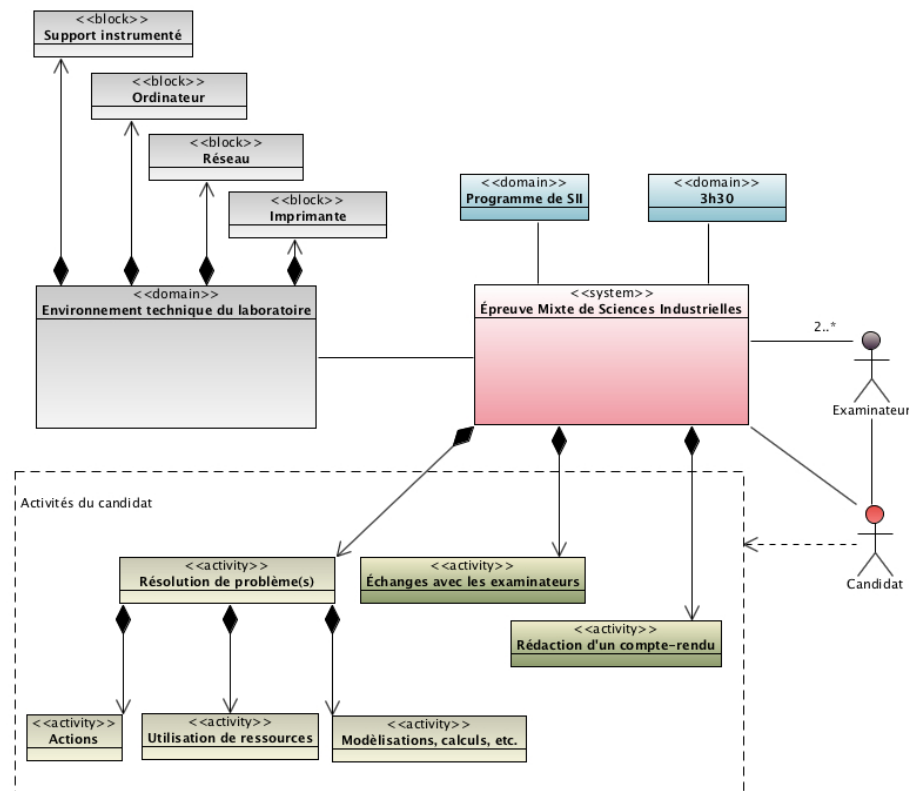 <<block>>
Support instrumenté
<<block>>
Ordinateur
<<block>>
Réseau
<<block>>
Imprimante
<<domain>>
Programme de SII
<<domain>>
3h30
<<domain>>
Environnement technique du laboratoire
<<system>>
Épreuve Mixte de Sciences Industrielles
2..*
Examinateur
Activités du candidat
Candidat
<<activity>>
Résolution de problème(s)
<<activity>>
Échanges avec les examinateurs
<<activity>>
Rédaction d'un compte-rendu
<<activity>>
Actions
<<activity>>
Utilisation de ressources
<<activity>>
Modèlisations, calculs, etc.